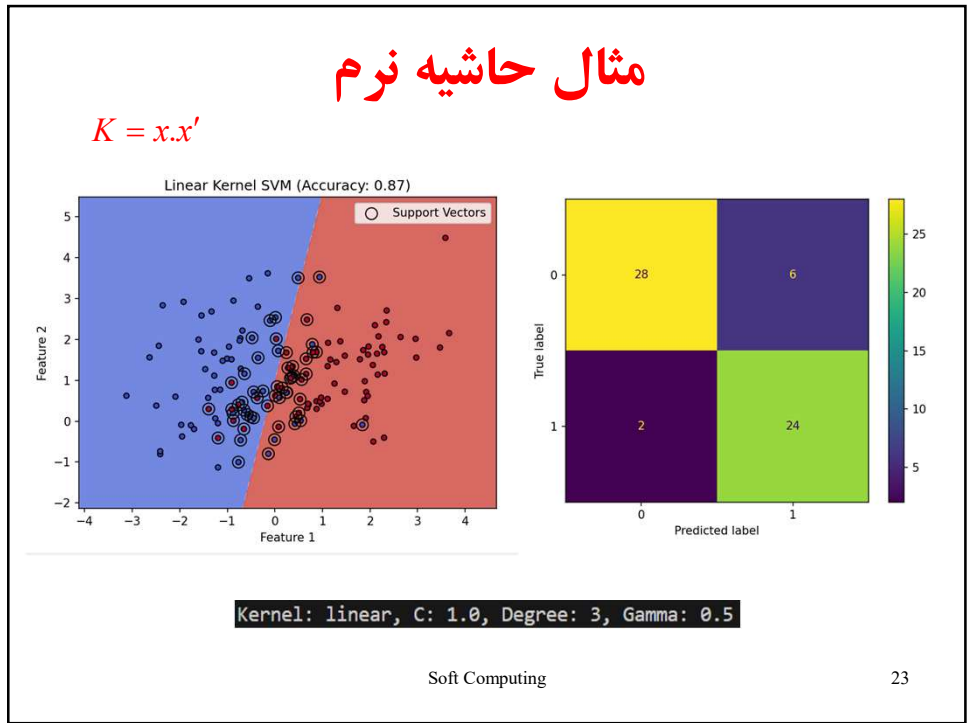 مثال حاشیه نرم
K = x.x′
Linear Kernel SVM (Accuracy: 0.87)
Support Vectors
5
4
3
2
1
0
−1
−2
Feature 2
−4 −3 −2 −1 0 1 2 3 4
Feature 1
28 6
2 24
0
1
True label
0 1
Predicted label
25
20
15
10
5
Kernel: linear, C: 1.0, Degree: 3, Gamma: 0.5
Soft Computing 23